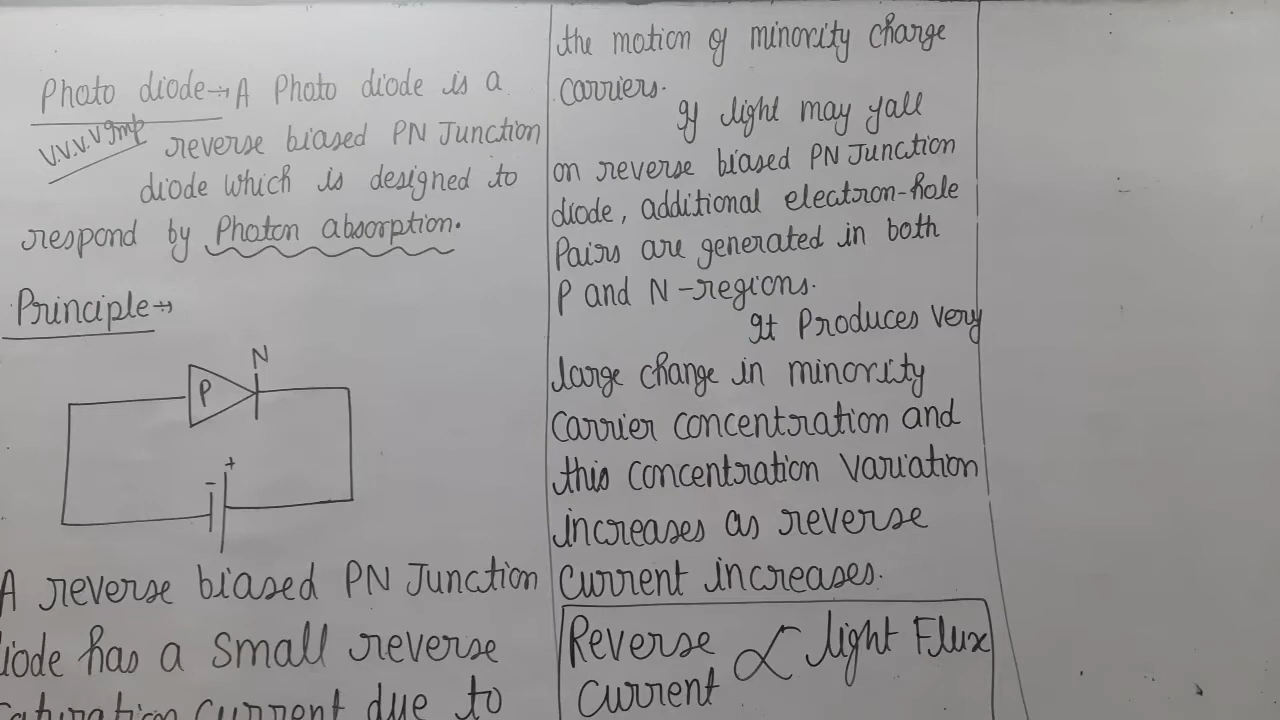 Photo diode→ A Photo diode is a
V.V.V Imp
reverse biased PN Junction
diode which is designed to
respond by Photon absorption.
Principle→
N
P
+
-
A reverse biased PN Junction
diode has a small reverse
saturation current due to
the motion of minority charge
carriers.
If light may fall
on reverse biased PN Junction
diode, additional electron-hole
Pairs are generated in both
P and N-regions.
It Produces very
large change in minority
carrier concentration and
this concentration variation
increases as reverse
current increases.
Reverse ∝ light Flux
current